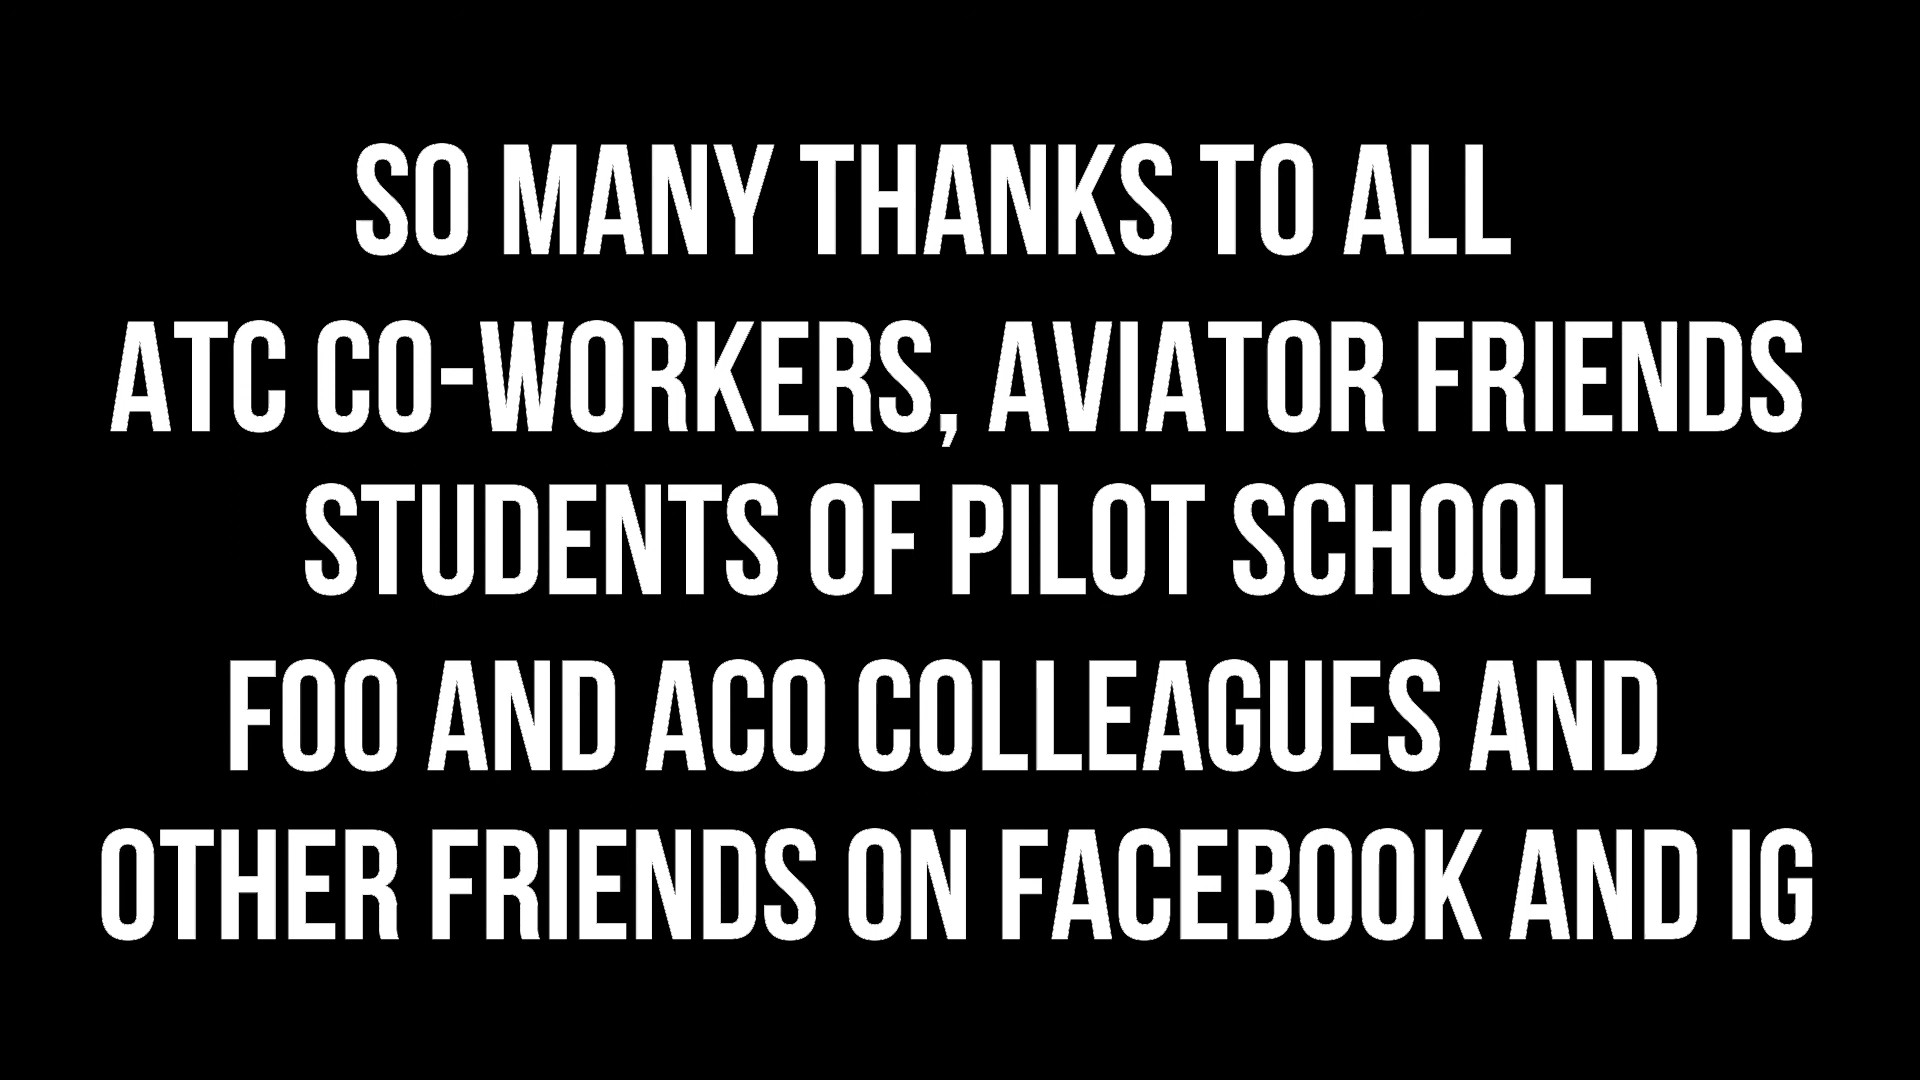 SO MANY THANKS TO ALL
ATC CO-WORKERS, AVIATOR FRIENDS
STUDENTS OF PILOT SCHOOL
FOO AND ACO COLLEAGUES AND
OTHER FRIENDS ON FACEBOOK AND IG